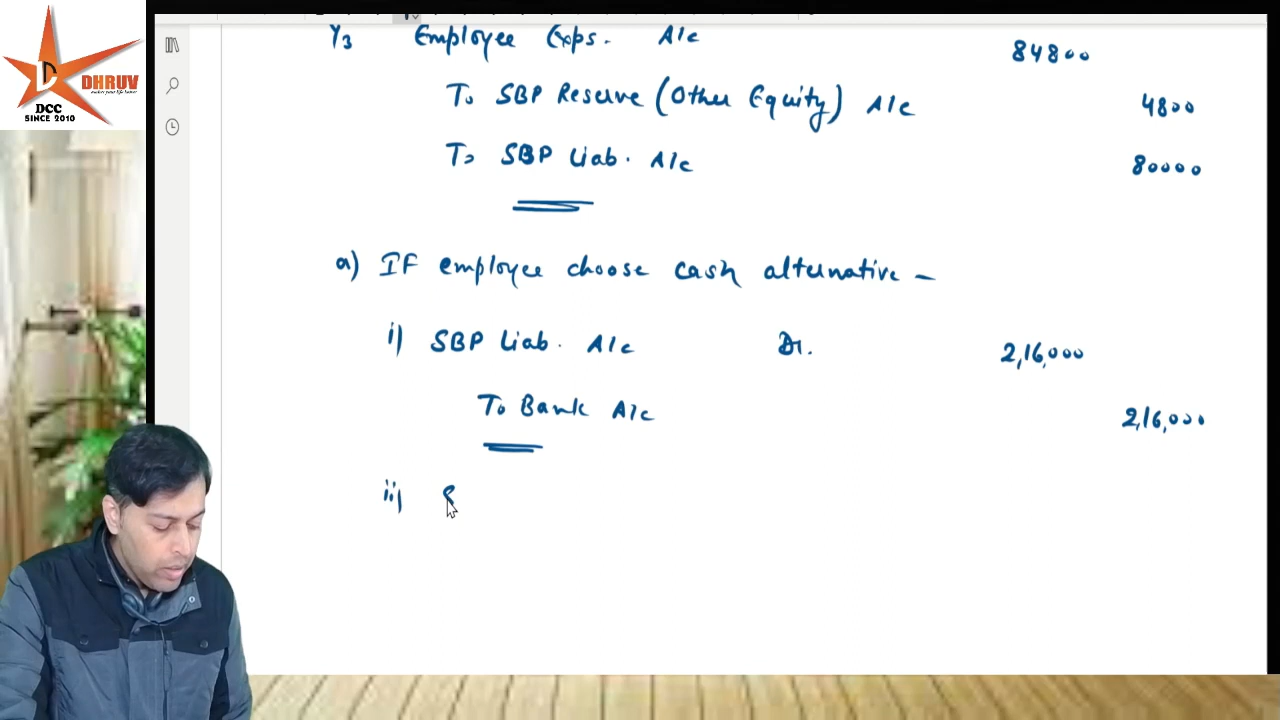 D
DHRUV
DCC
SINCE 2010
Y3 Employee Exps. A/c 84800
To SBP Reserve (Other Equity) A/c 4800
To SBP Liab. A/c 80000
a) IF employee choose cash alternative –
i) SBP Liab. A/c Dr. 2,16,000
To Bank A/c 2,16,000
ii) S